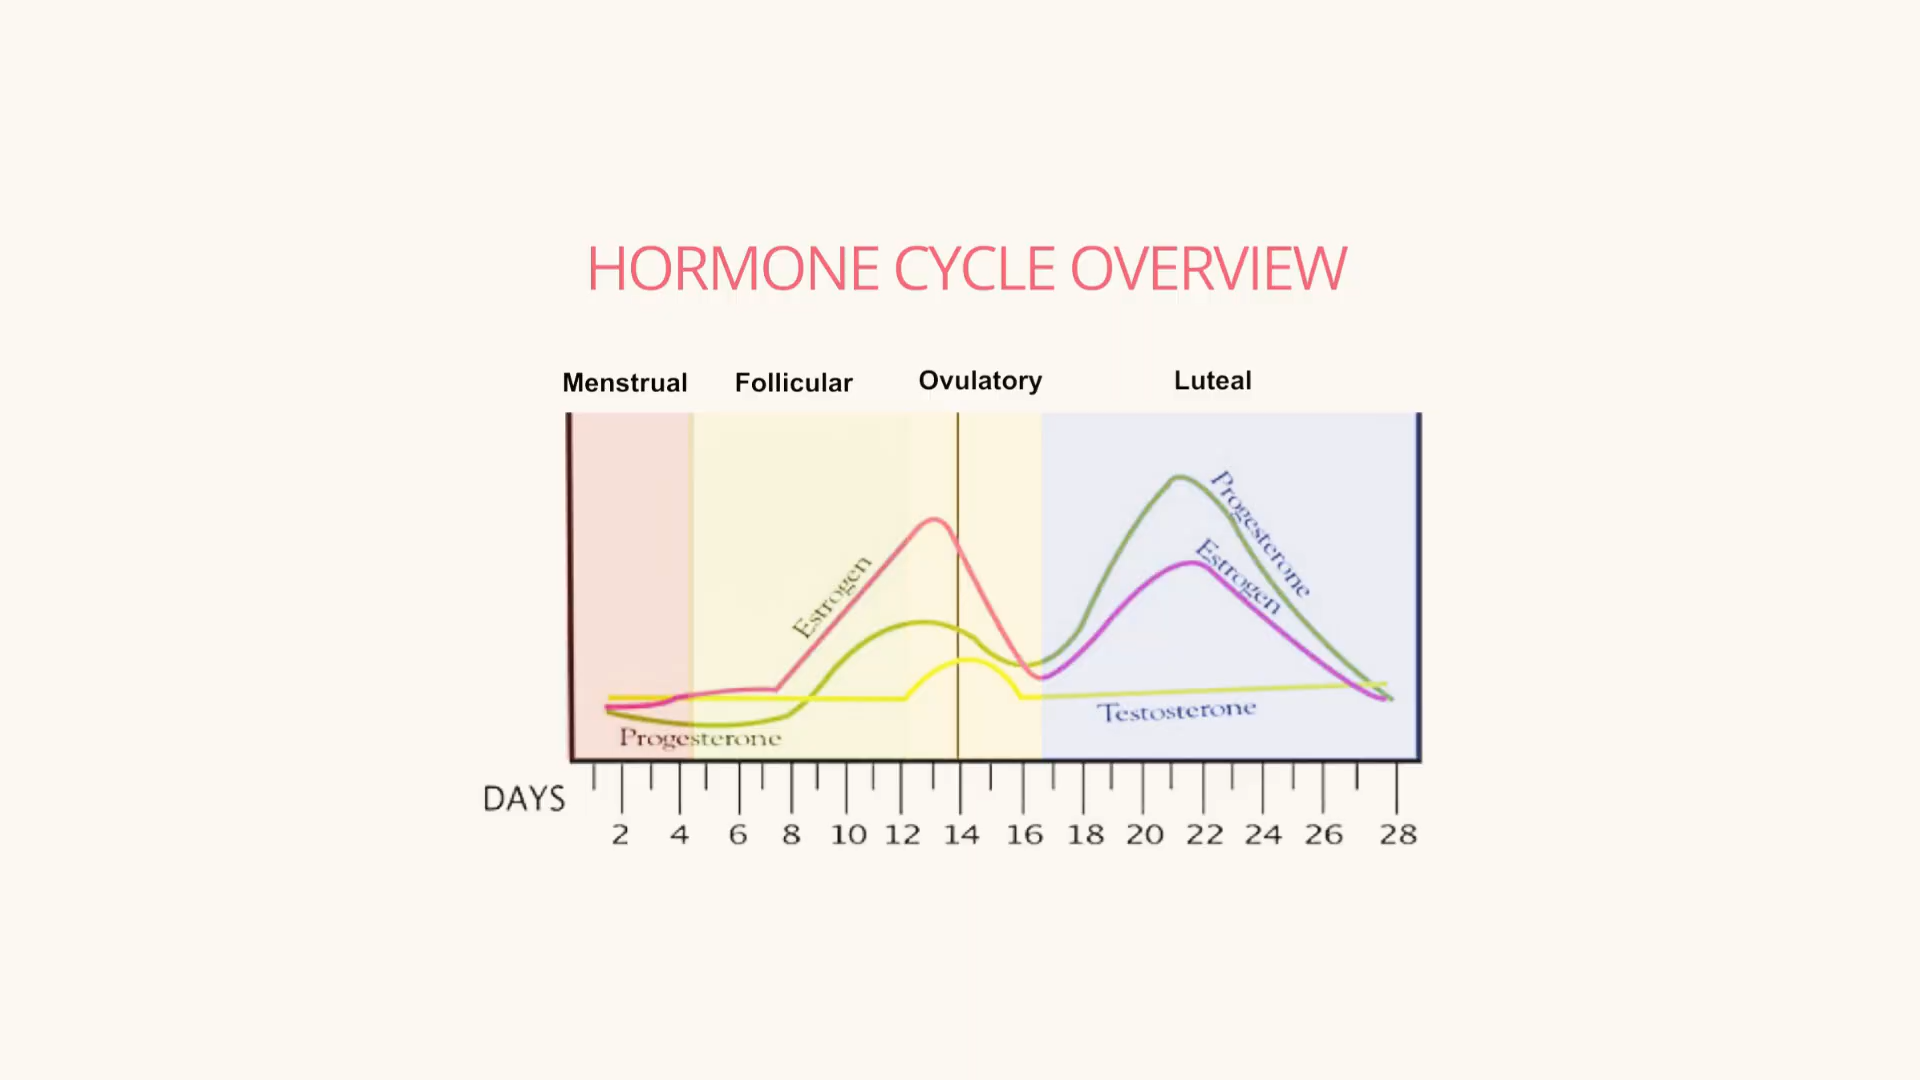 HORMONE CYCLE OVERVIEW
Menstrual Follicular Ovulatory Luteal
Progesterone
Estrogen
Estrogen
Testosterone
Progesterone
DAYS
2 4 6 8 10 12 14 16 18 20 22 24 26 28